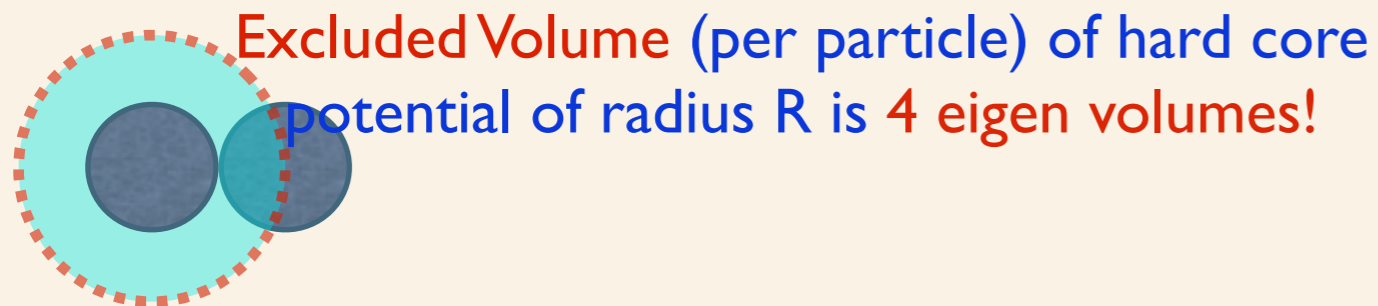 Excluded Volume (per particle) of hard core
potential of radius R is 4 eigen volumes!